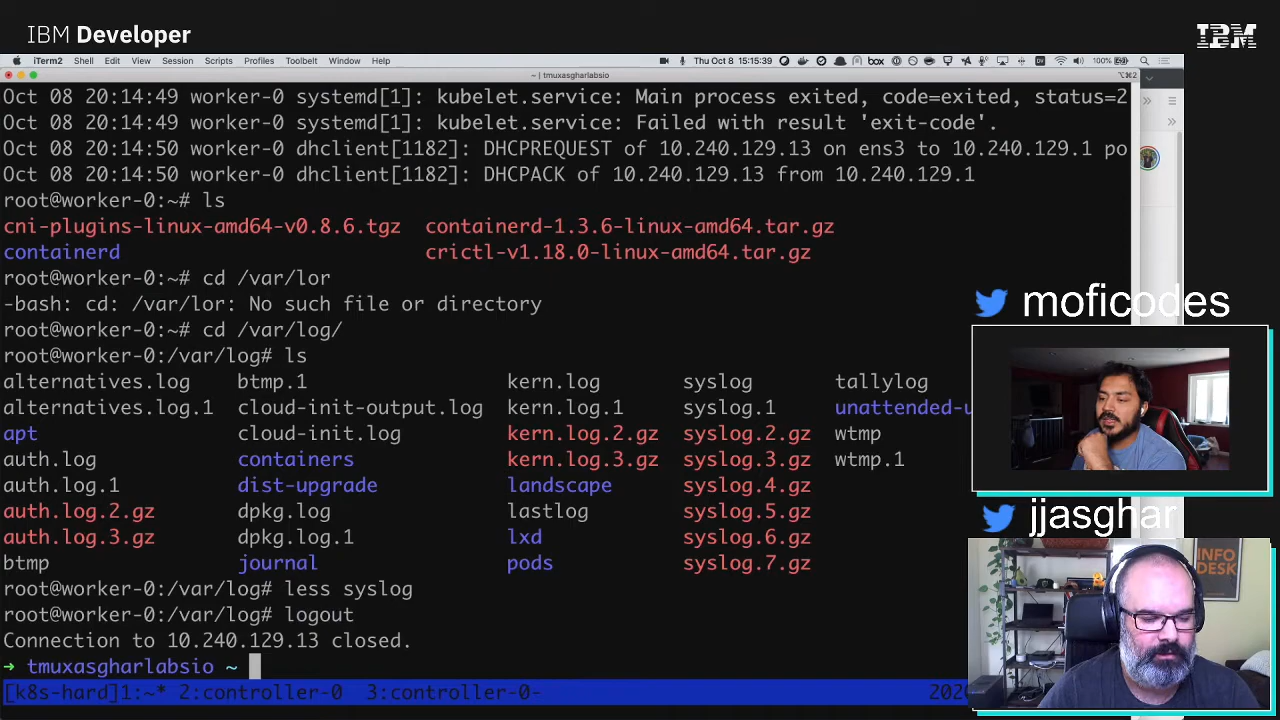 IBM Developer
IBM
iTerm2 Shell Edit View Session Scripts Profiles Toolbelt Window Help
box Thu Oct 8 15:15:39 100%
~ | tmuxasgharlabsio
⌥⌘2
Oct 08 20:14:49 worker-0 systemd[1]: kubelet.service: Main process exited, code=exited, status=2
Oct 08 20:14:49 worker-0 systemd[1]: kubelet.service: Failed with result 'exit-code'.
Oct 08 20:14:50 worker-0 dhclient[1182]: DHCPREQUEST of 10.240.129.13 on ens3 to 10.240.129.1 po
Oct 08 20:14:50 worker-0 dhclient[1182]: DHCPACK of 10.240.129.13 from 10.240.129.1
root@worker-0:~# ls
cni-plugins-linux-amd64-v0.8.6.tgz containerd-1.3.6-linux-amd64.tar.gz
containerd crictl-v1.18.0-linux-amd64.tar.gz
root@worker-0:~# cd /var/lor
-bash: cd: /var/lor: No such file or directory
root@worker-0:~# cd /var/log/
root@worker-0:/var/log# ls
alternatives.log btmp.1 kern.log syslog tallylog
alternatives.log.1 cloud-init-output.log kern.log.1 syslog.1 unattended-u
apt cloud-init.log kern.log.2.gz syslog.2.gz wtmp
auth.log containers kern.log.3.gz syslog.3.gz wtmp.1
auth.log.1 dist-upgrade landscape syslog.4.gz
auth.log.2.gz dpkg.log lastlog syslog.5.gz
auth.log.3.gz dpkg.log.1 lxd syslog.6.gz
btmp journal pods syslog.7.gz
root@worker-0:/var/log# less syslog
root@worker-0:/var/log# logout
Connection to 10.240.129.13 closed.
→ tmuxasgharlabsio ~
[k8s-hard]1:~* 2:controller-0 3:controller-0- 202
moficodes
jjasghar
INFO
DESK